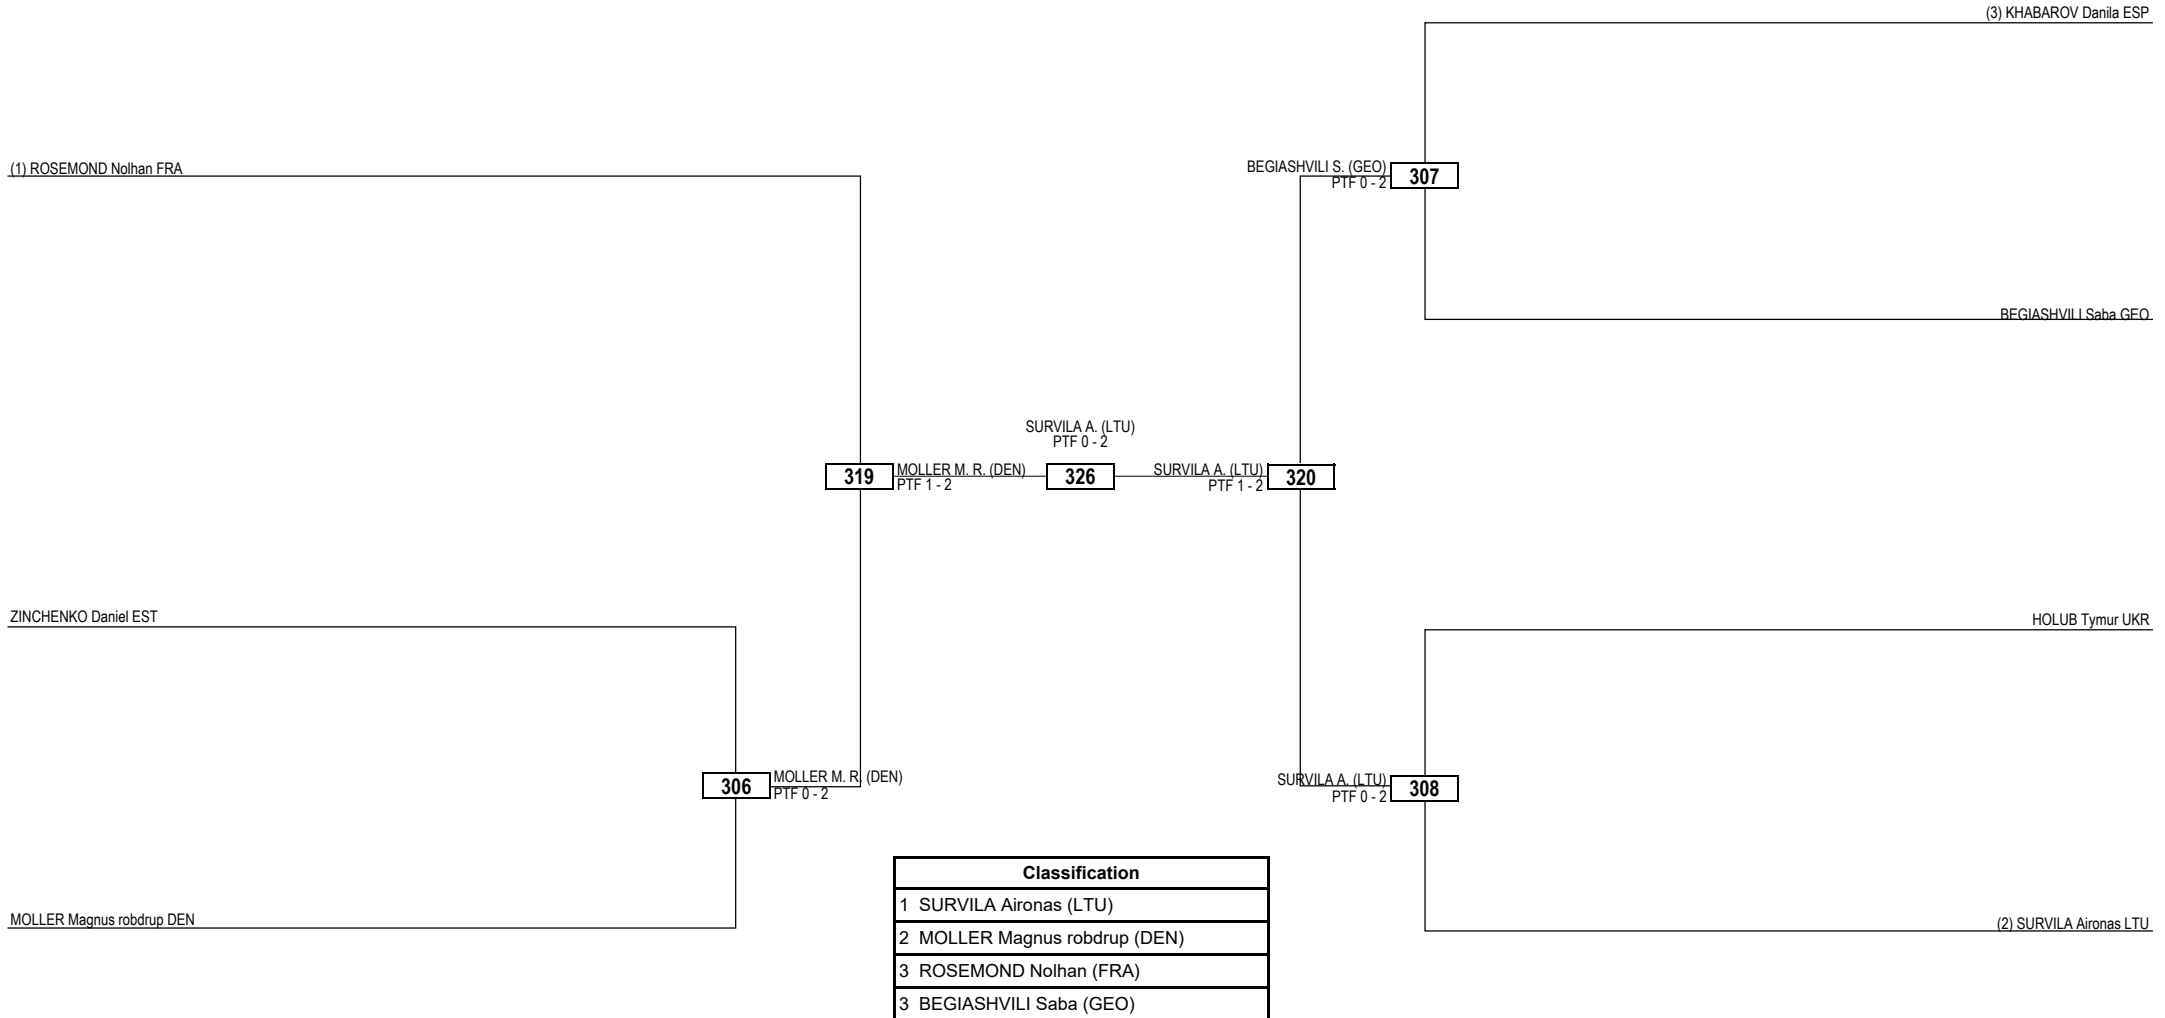 (3) KHABAROV Danila ESP
(1) ROSEMOND Nolhan FRA
BEGIASHVILI S. (GEO)
PTF 0 - 2
307
BEGIASHVILI Saba GEO
SURVILA A. (LTU)
PTF 0 - 2
319
MOLLER M. R. (DEN)
PTF 1 - 2
326
SURVILA A. (LTU)
PTF 1 - 2
320
ZINCHENKO Daniel EST
HOLUB Tymur UKR
306
MOLLER M. R. (DEN)
PTF 0 - 2
SURVILA A. (LTU)
PTF 0 - 2
308
MOLLER Magnus robdrup DEN
(2) SURVILA Aironas LTU
Classification
1 SURVILA Aironas (LTU)
2 MOLLER Magnus robdrup (DEN)
3 ROSEMOND Nolhan (FRA)
3 BEGIASHVILI Saba (GEO)